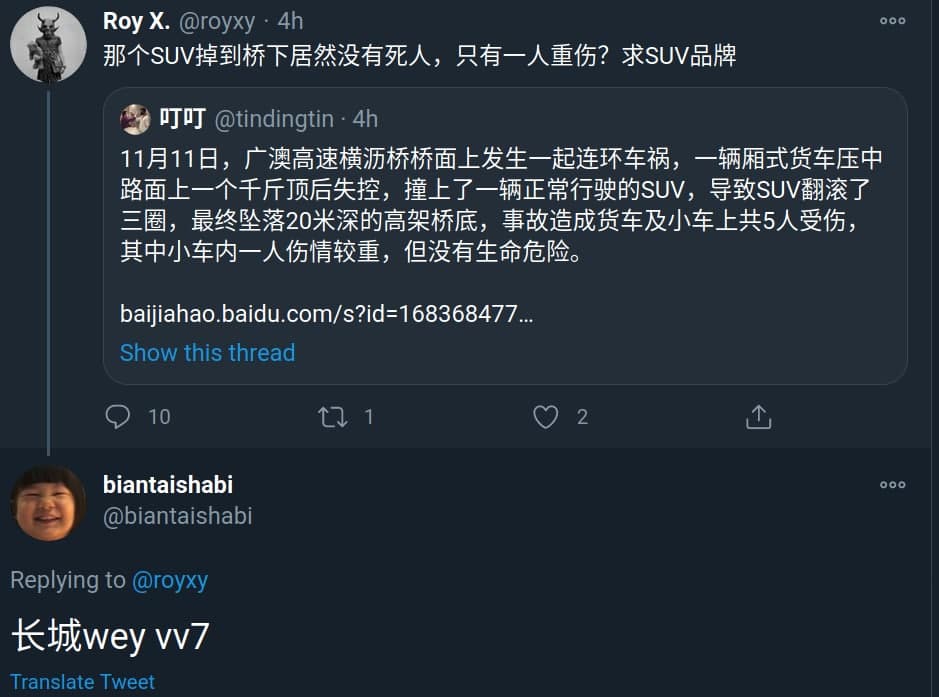 Roy X. @royxy · 4h
那个SUV掉到桥下居然没有死人，只有一人重伤？求SUV品牌
叮叮 @tindingtin · 4h
11月11日，广澳高速横沥桥桥面上发生一起连环车祸，一辆厢式货车压中
路面上一个千斤顶后失控，撞上了一辆正常行驶的SUV，导致SUV翻滚了
三圈，最终坠落20米深的高架桥底，事故造成货车及小车上共5人受伤，
其中小车内一人伤情较重，但没有生命危险。
baijiahao.baidu.com/s?id=168368477…
Show this thread
10 1 2
biantaishabi
@biantaishabi
Replying to @royxy
长城wey vv7
Translate Tweet